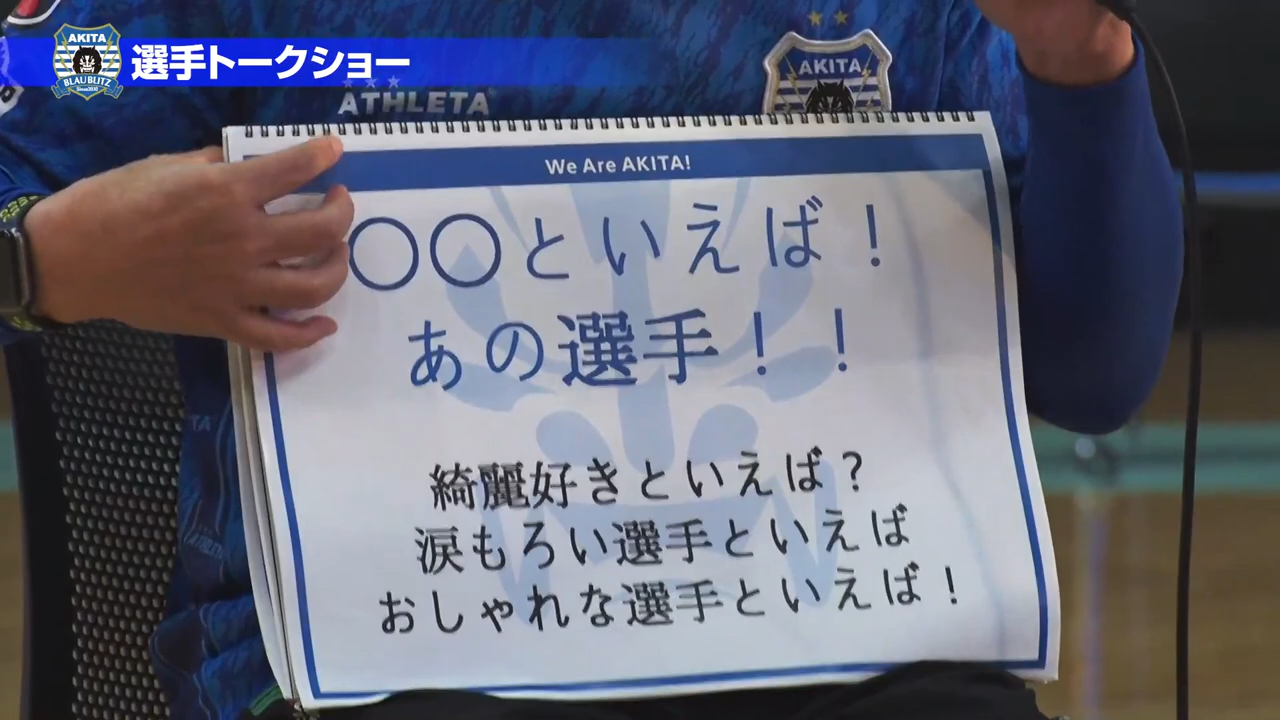 AKITA
BLAUBLITZ
Since2010
選手トークショー
ATHLETA
AKITA
We Are AKITA!
〇〇といえば！
あの選手！！
綺麗好きといえば？
涙もろい選手といえば
おしゃれな選手といえば！